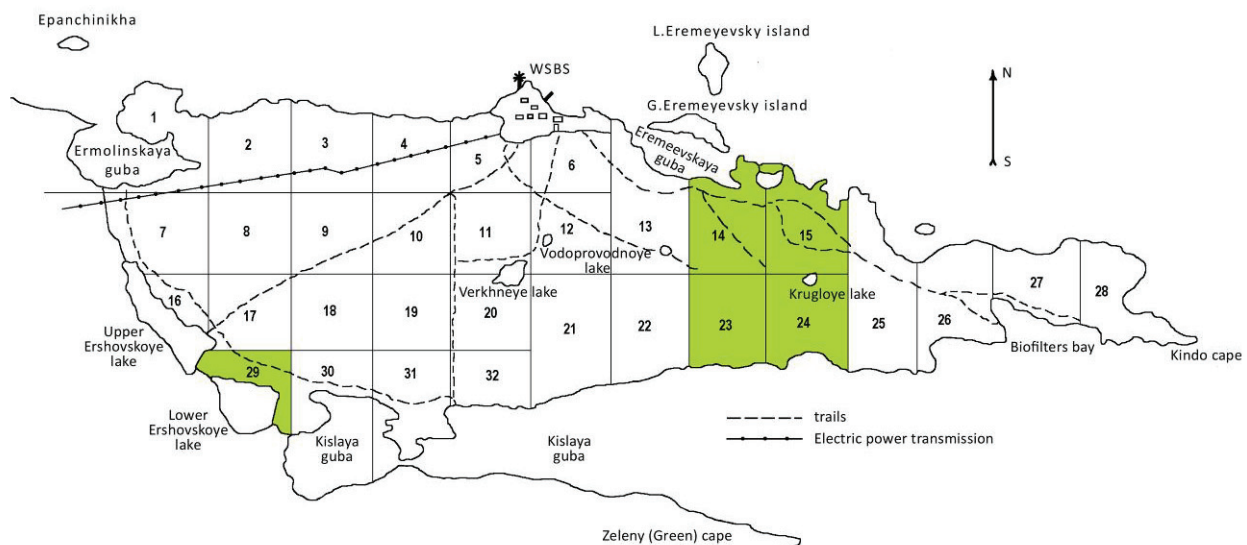 Epanchinikha
L.Eremeyevsky island
WSBS
N
G.Eremeyevsky island
1
Eremeevskaya
guba
2
3
4
Ermolinskaya
guba
5
6
S
7
8
9
10
11
12
13
14
15
Vodoprovodnoye
lake
16
17
18
19
Verkhneye lake
20
21
22
23
Krugloye lake
24
25
26
27
28
Upper
Ershovskoye
lake
Biofilters bay
Kindo cape
29
30
31
32
Lower
Ershovskoye
lake
trails
Electric power transmission
Kislaya
guba
Kislaya
guba
Zeleny (Green) cape